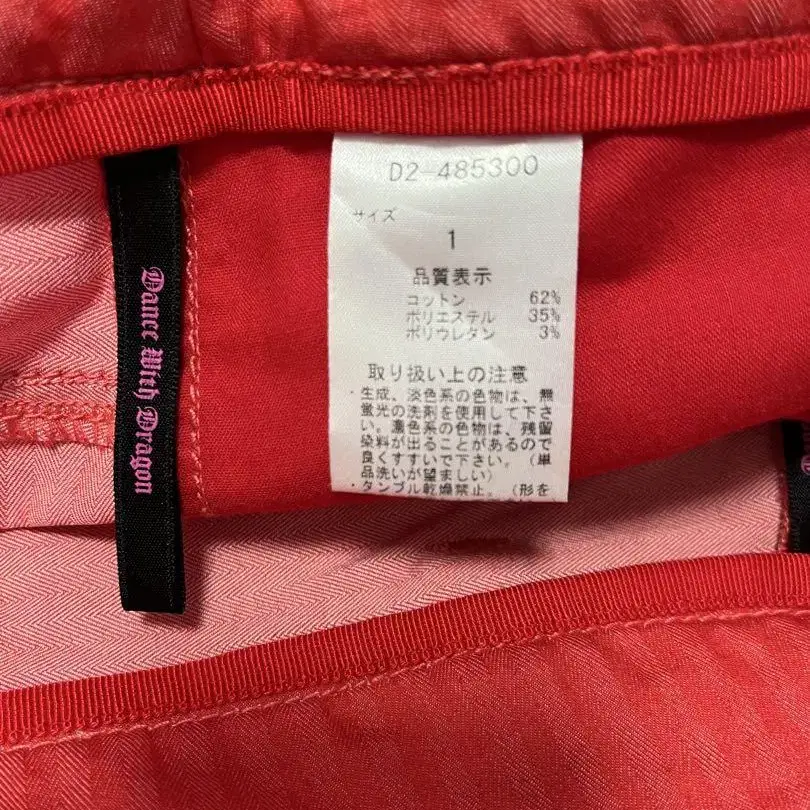 Dance With Dragon
D2-485300
サイズ
1
品質表示
コットン 62%
ポリエステル 35%
ポリウレタン 3%
取り扱い上の注意
・生成、淡色系の色物は、無
蛍光の洗剤を使用して下さ
い。濃色系の色物は、残留
染料が出ることがあるので
良くすすいで下さい。(単
品洗いが望ましい)
・タンブル乾燥禁止。(形を